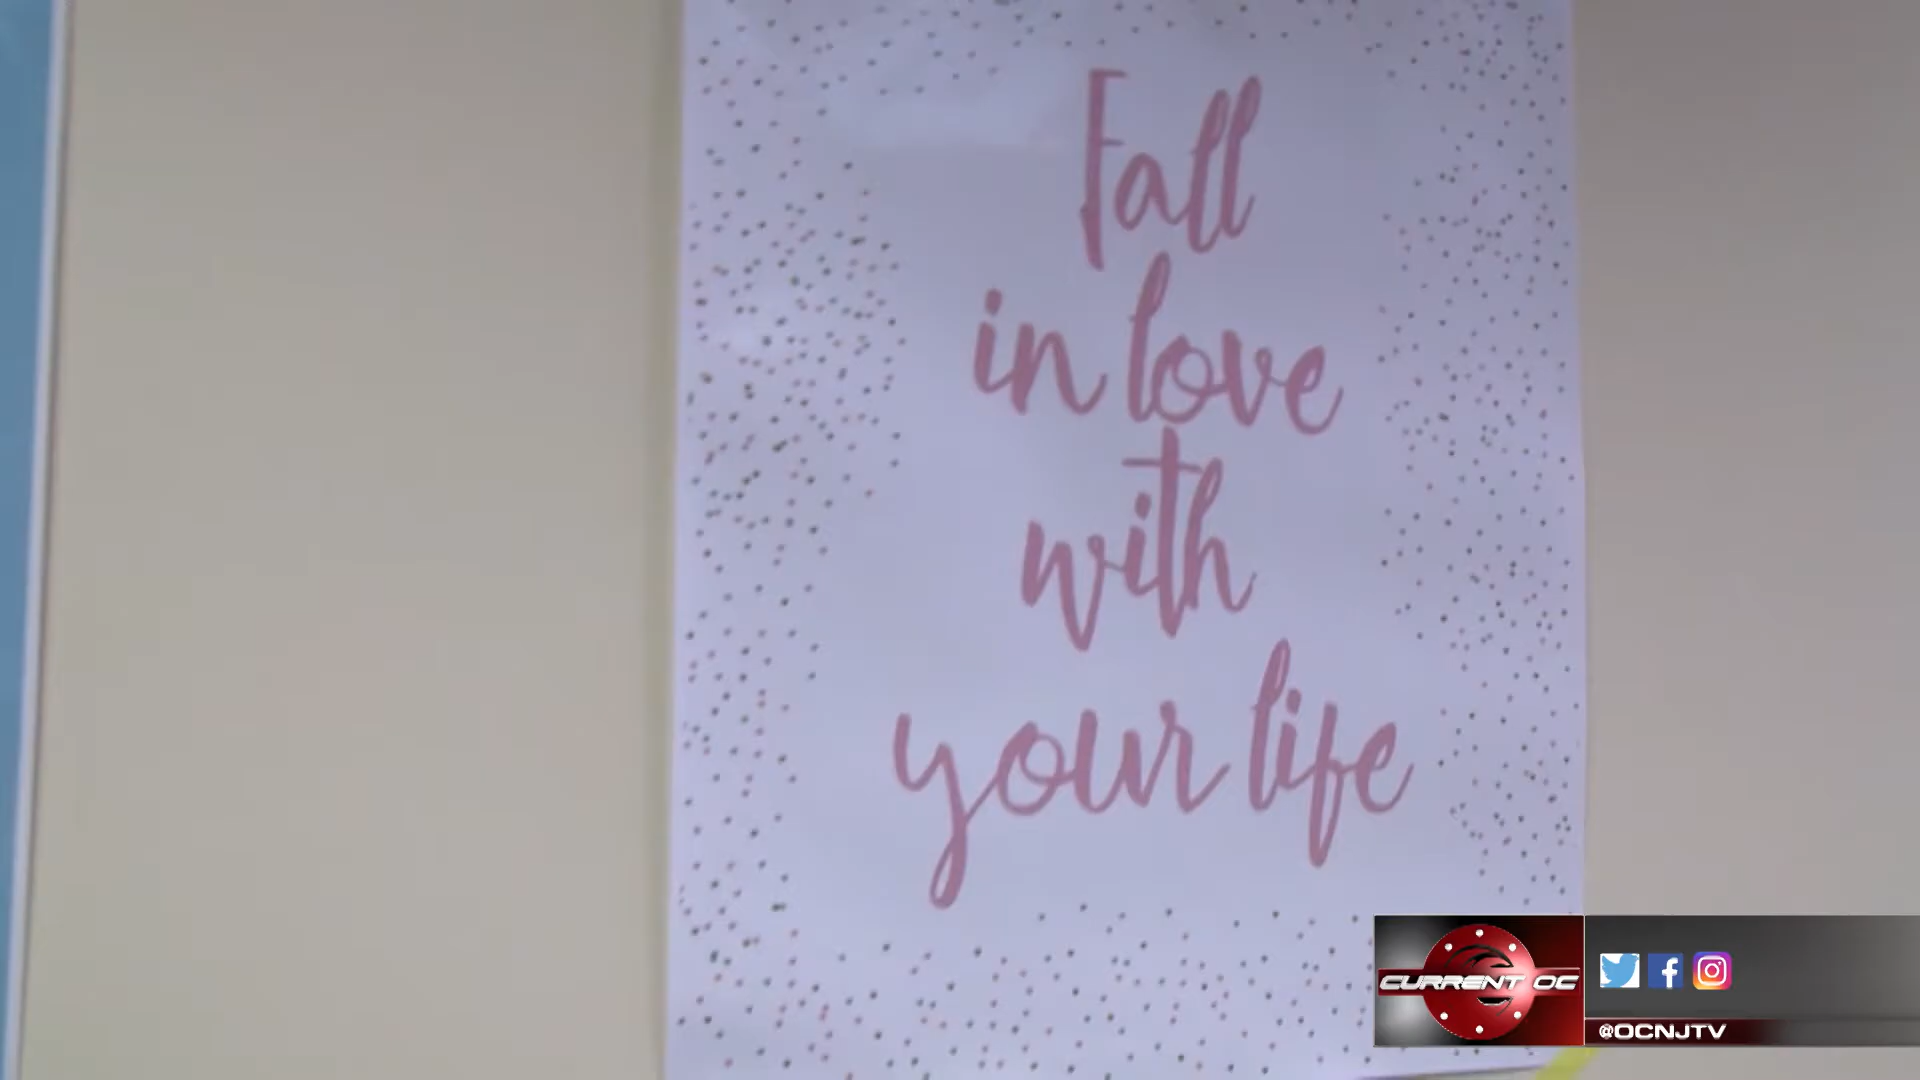 Fall
in love
with
your life
CURRENT OC
@OCNJTV